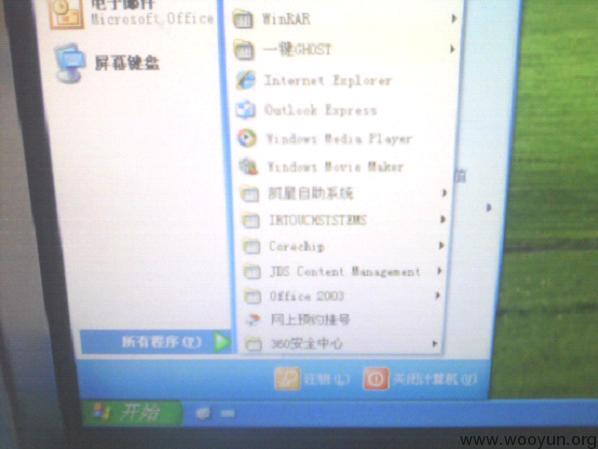 电子邮件
Microsoft Office
屏幕键盘
WinRAR
一键GHOST
Internet Explorer
Outlook Express
Windows Media Player
Windows Movie Maker
凯星自助系统
IRTOUCHSYSTEMS
Corechip
JDS Content Management
Office 2003
网上预约挂号
360安全中心
所有程序(P)
注销(L)
关闭计算机(U)
开始
www.wooyun.org